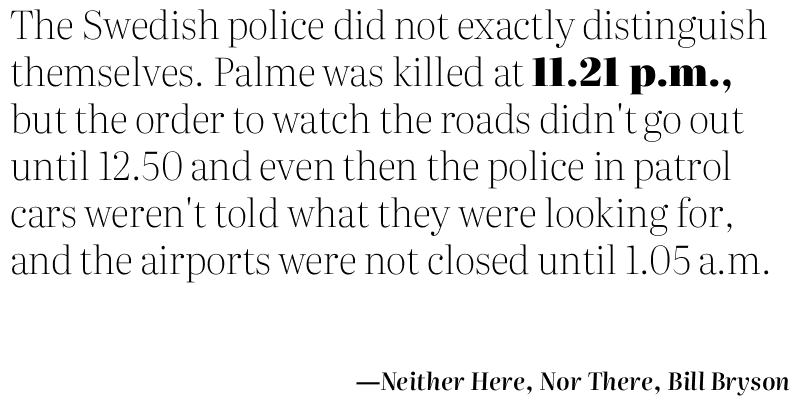 The Swedish police did not exactly distinguish
themselves. Palme was killed at 11.21 p.m.,
but the order to watch the roads didn't go out
until 12.50 and even then the police in patrol
cars weren't told what they were looking for,
and the airports were not closed until 1.05 a.m.
—Neither Here, Nor There, Bill Bryson